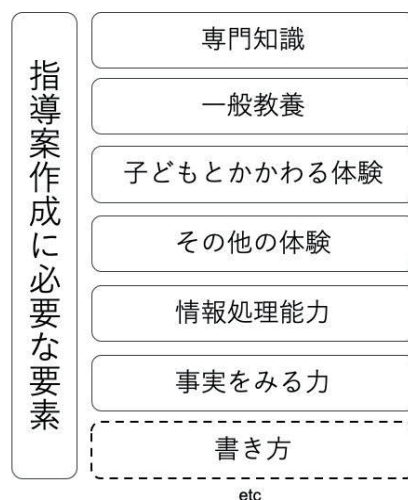 指導案作成に必要な要素
専門知識
一般教養
子どもとかかわる体験
その他の体験
情報処理能力
事実をみる力
書き方
etc